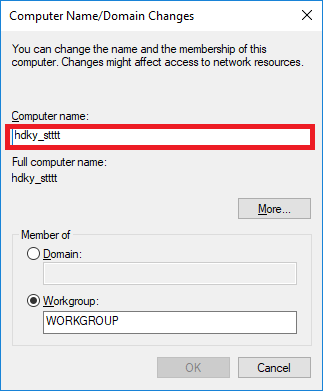 Computer Name/Domain Changes
You can change the name and the membership of this
computer. Changes might affect access to network resources.
Computer name:
hdky_stttt
Full computer name:
hdky_stttt
More...
Member of
Domain:
Workgroup:
WORKGROUP
OK
Cancel